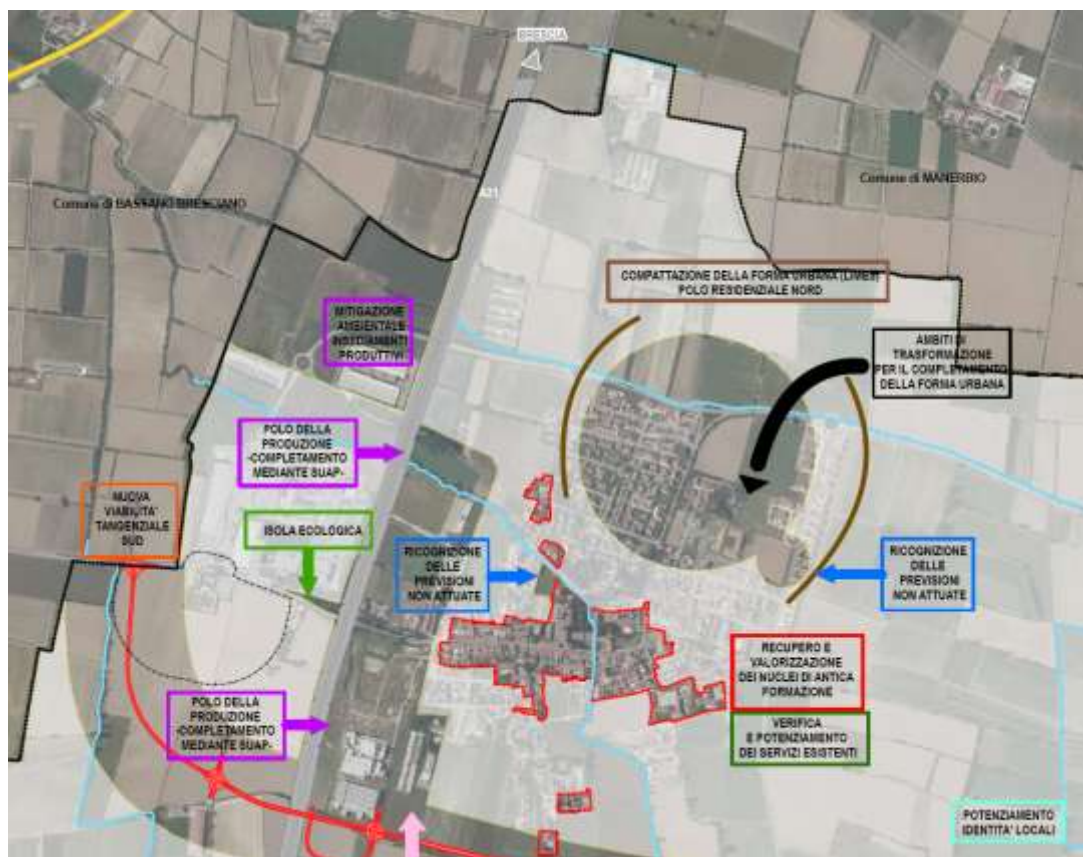 BRESCIA
A21
Comune di MANERBIO
Comune di BASSANO BRESCIANO
COMPATTAZIONE DELLA FORMA URBANA (LIMES)
POLO RESIDENZIALE NORD
MITIGAZIONE
AMBIENTALE
INSEDIAMENTI
PRODUTTIVI
AMBITI DI
TRASFORMAZIONE
PER IL COMPLETAMENTO
DELLA FORMA URBANA
POLO DELLA
PRODUZIONE
-COMPLETAMENTO
MEDIANTE SUAP-
NUOVA
VIABILITA'
TANGENZIALE
SUD
ISOLA ECOLOGICA
RICOGNIZIONE
DELLE
PREVISIONI
NON ATTUATE
RICOGNIZIONE
DELLE
PREVISIONI
NON ATTUATE
RECUPERO E
VALORIZZAZIONE
DEI NUCLEI DI ANTICA
FORMAZIONE
POLO DELLA
PRODUZIONE
-COMPLETAMENTO
MEDIANTE SUAP-
VERIFICA
E POTENZIAMENTO
DEI SERVIZI ESISTENTI
POTENZIAMENTO
IDENTITA' LOCALI